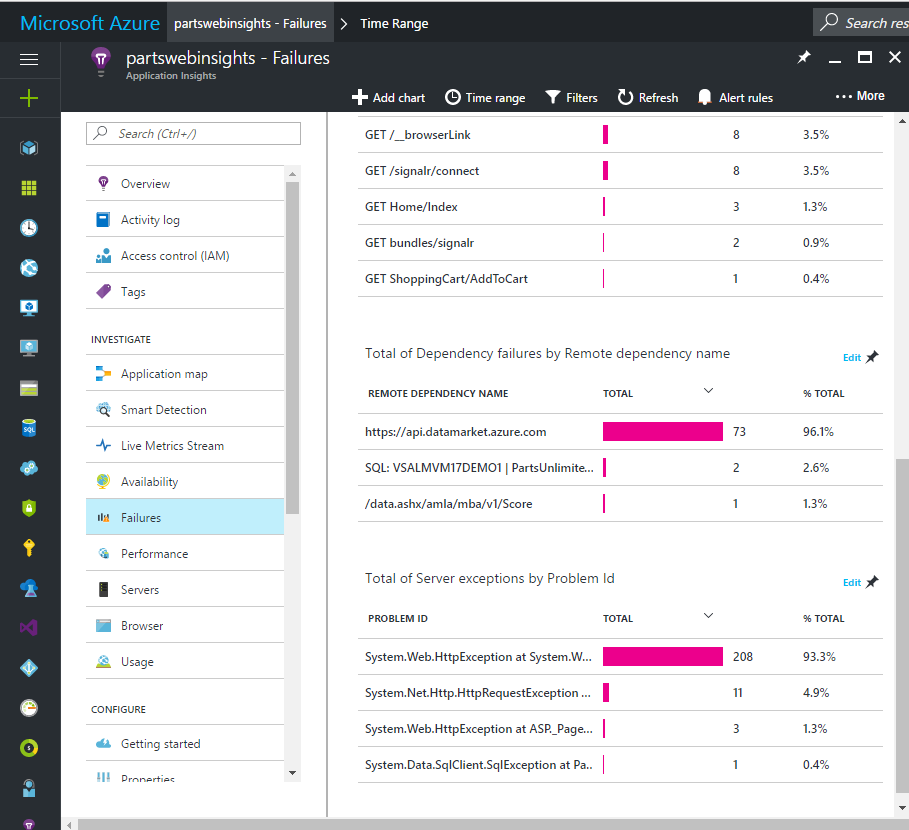 Microsoft Azure partswebinsights - Failures > Time Range Search res
partswebinsights - Failures
Application Insights
Add chart Time range Filters Refresh Alert rules ••• More
Search (Ctrl+/)
Overview
Activity log
Access control (IAM)
Tags
INVESTIGATE
Application map
Smart Detection
Live Metrics Stream
Availability
Failures
Performance
Servers
Browser
Usage
CONFIGURE
Getting started
Properties
GET /__browserLink 8 3.5%
GET /signalr/connect 8 3.5%
GET Home/Index 3 1.3%
GET bundles/signalr 2 0.9%
GET ShoppingCart/AddToCart 1 0.4%
Total of Dependency failures by Remote dependency name Edit
REMOTE DEPENDENCY NAME TOTAL % TOTAL
https://api.datamarket.azure.com 73 96.1%
SQL: VSALMVM17DEMO1 | PartsUnlimite... 2 2.6%
/data.ashx/amla/mba/v1/Score 1 1.3%
Total of Server exceptions by Problem Id Edit
PROBLEM ID TOTAL % TOTAL
System.Web.HttpException at System.W... 208 93.3%
System.Net.Http.HttpRequestException ... 11 4.9%
System.Web.HttpException at ASP._Page... 3 1.3%
System.Data.SqlClient.SqlException at Pa.. 1 0.4%